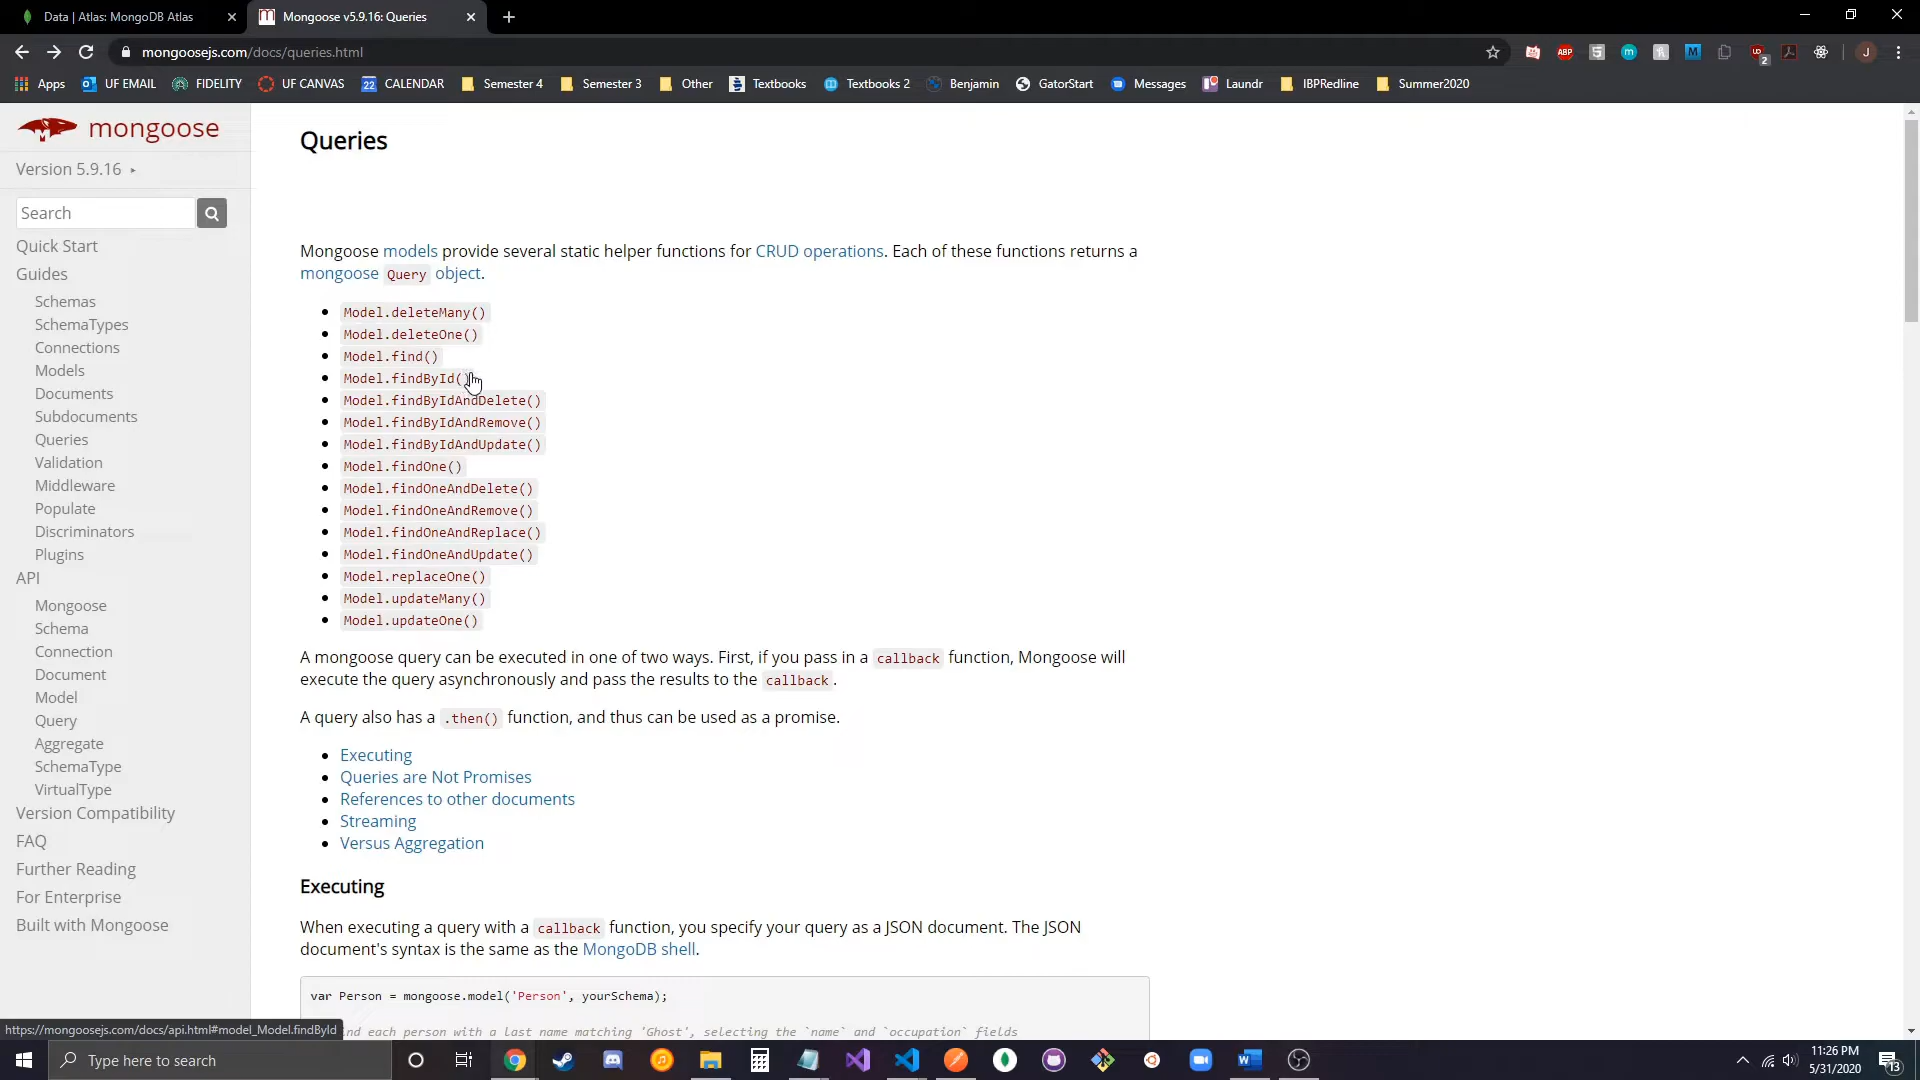 Data | Atlas: MongoDB Atlas
Mongoose v5.9.16: Queries
mongoosejs.com/docs/queries.html
ABP
2
J
Apps
UF EMAIL
FIDELITY
UF CANVAS
22
CALENDAR
Semester 4
Semester 3
Other
Textbooks
Textbooks 2
Benjamin
GatorStart
Messages
Laundr
IBPRedline
Summer2020
mongoose
Version 5.9.16
Search
Quick Start
Guides
Schemas
SchemaTypes
Connections
Models
Documents
Subdocuments
Queries
Validation
Middleware
Populate
Discriminators
Plugins
API
Mongoose
Schema
Connection
Document
Model
Query
Aggregate
SchemaType
VirtualType
Version Compatibility
FAQ
Further Reading
For Enterprise
Built with Mongoose
Queries
Mongoose models provide several static helper functions for CRUD operations. Each of these functions returns a
mongoose Query object.
Model.deleteMany()
Model.deleteOne()
Model.find()
Model.findById()
Model.findByIdAndDelete()
Model.findByIdAndRemove()
Model.findByIdAndUpdate()
Model.findOne()
Model.findOneAndDelete()
Model.findOneAndRemove()
Model.findOneAndReplace()
Model.findOneAndUpdate()
Model.replaceOne()
Model.updateMany()
Model.updateOne()
A mongoose query can be executed in one of two ways. First, if you pass in a callback function, Mongoose will
execute the query asynchronously and pass the results to the callback.
A query also has a .then() function, and thus can be used as a promise.
Executing
Queries are Not Promises
References to other documents
Streaming
Versus Aggregation
Executing
When executing a query with a callback function, you specify your query as a JSON document. The JSON
document's syntax is the same as the MongoDB shell.
var Person = mongoose.model('Person', yourSchema);
nd each person with a last name matching 'Ghost', selecting the `name` and `occupation` fields
https://mongoosejs.com/docs/api.html#model_Model.findById
Type here to search
11:26 PM
5/31/2020
13